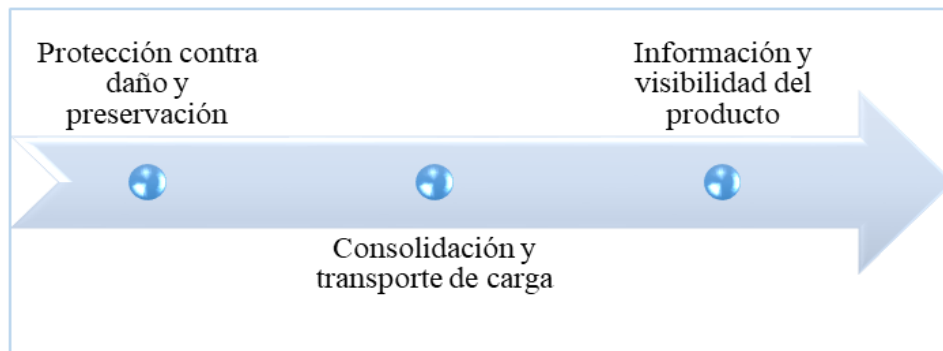 Protección contra
daño y
preservación
Consolidación y
transporte de carga
Información y
visibilidad del
producto